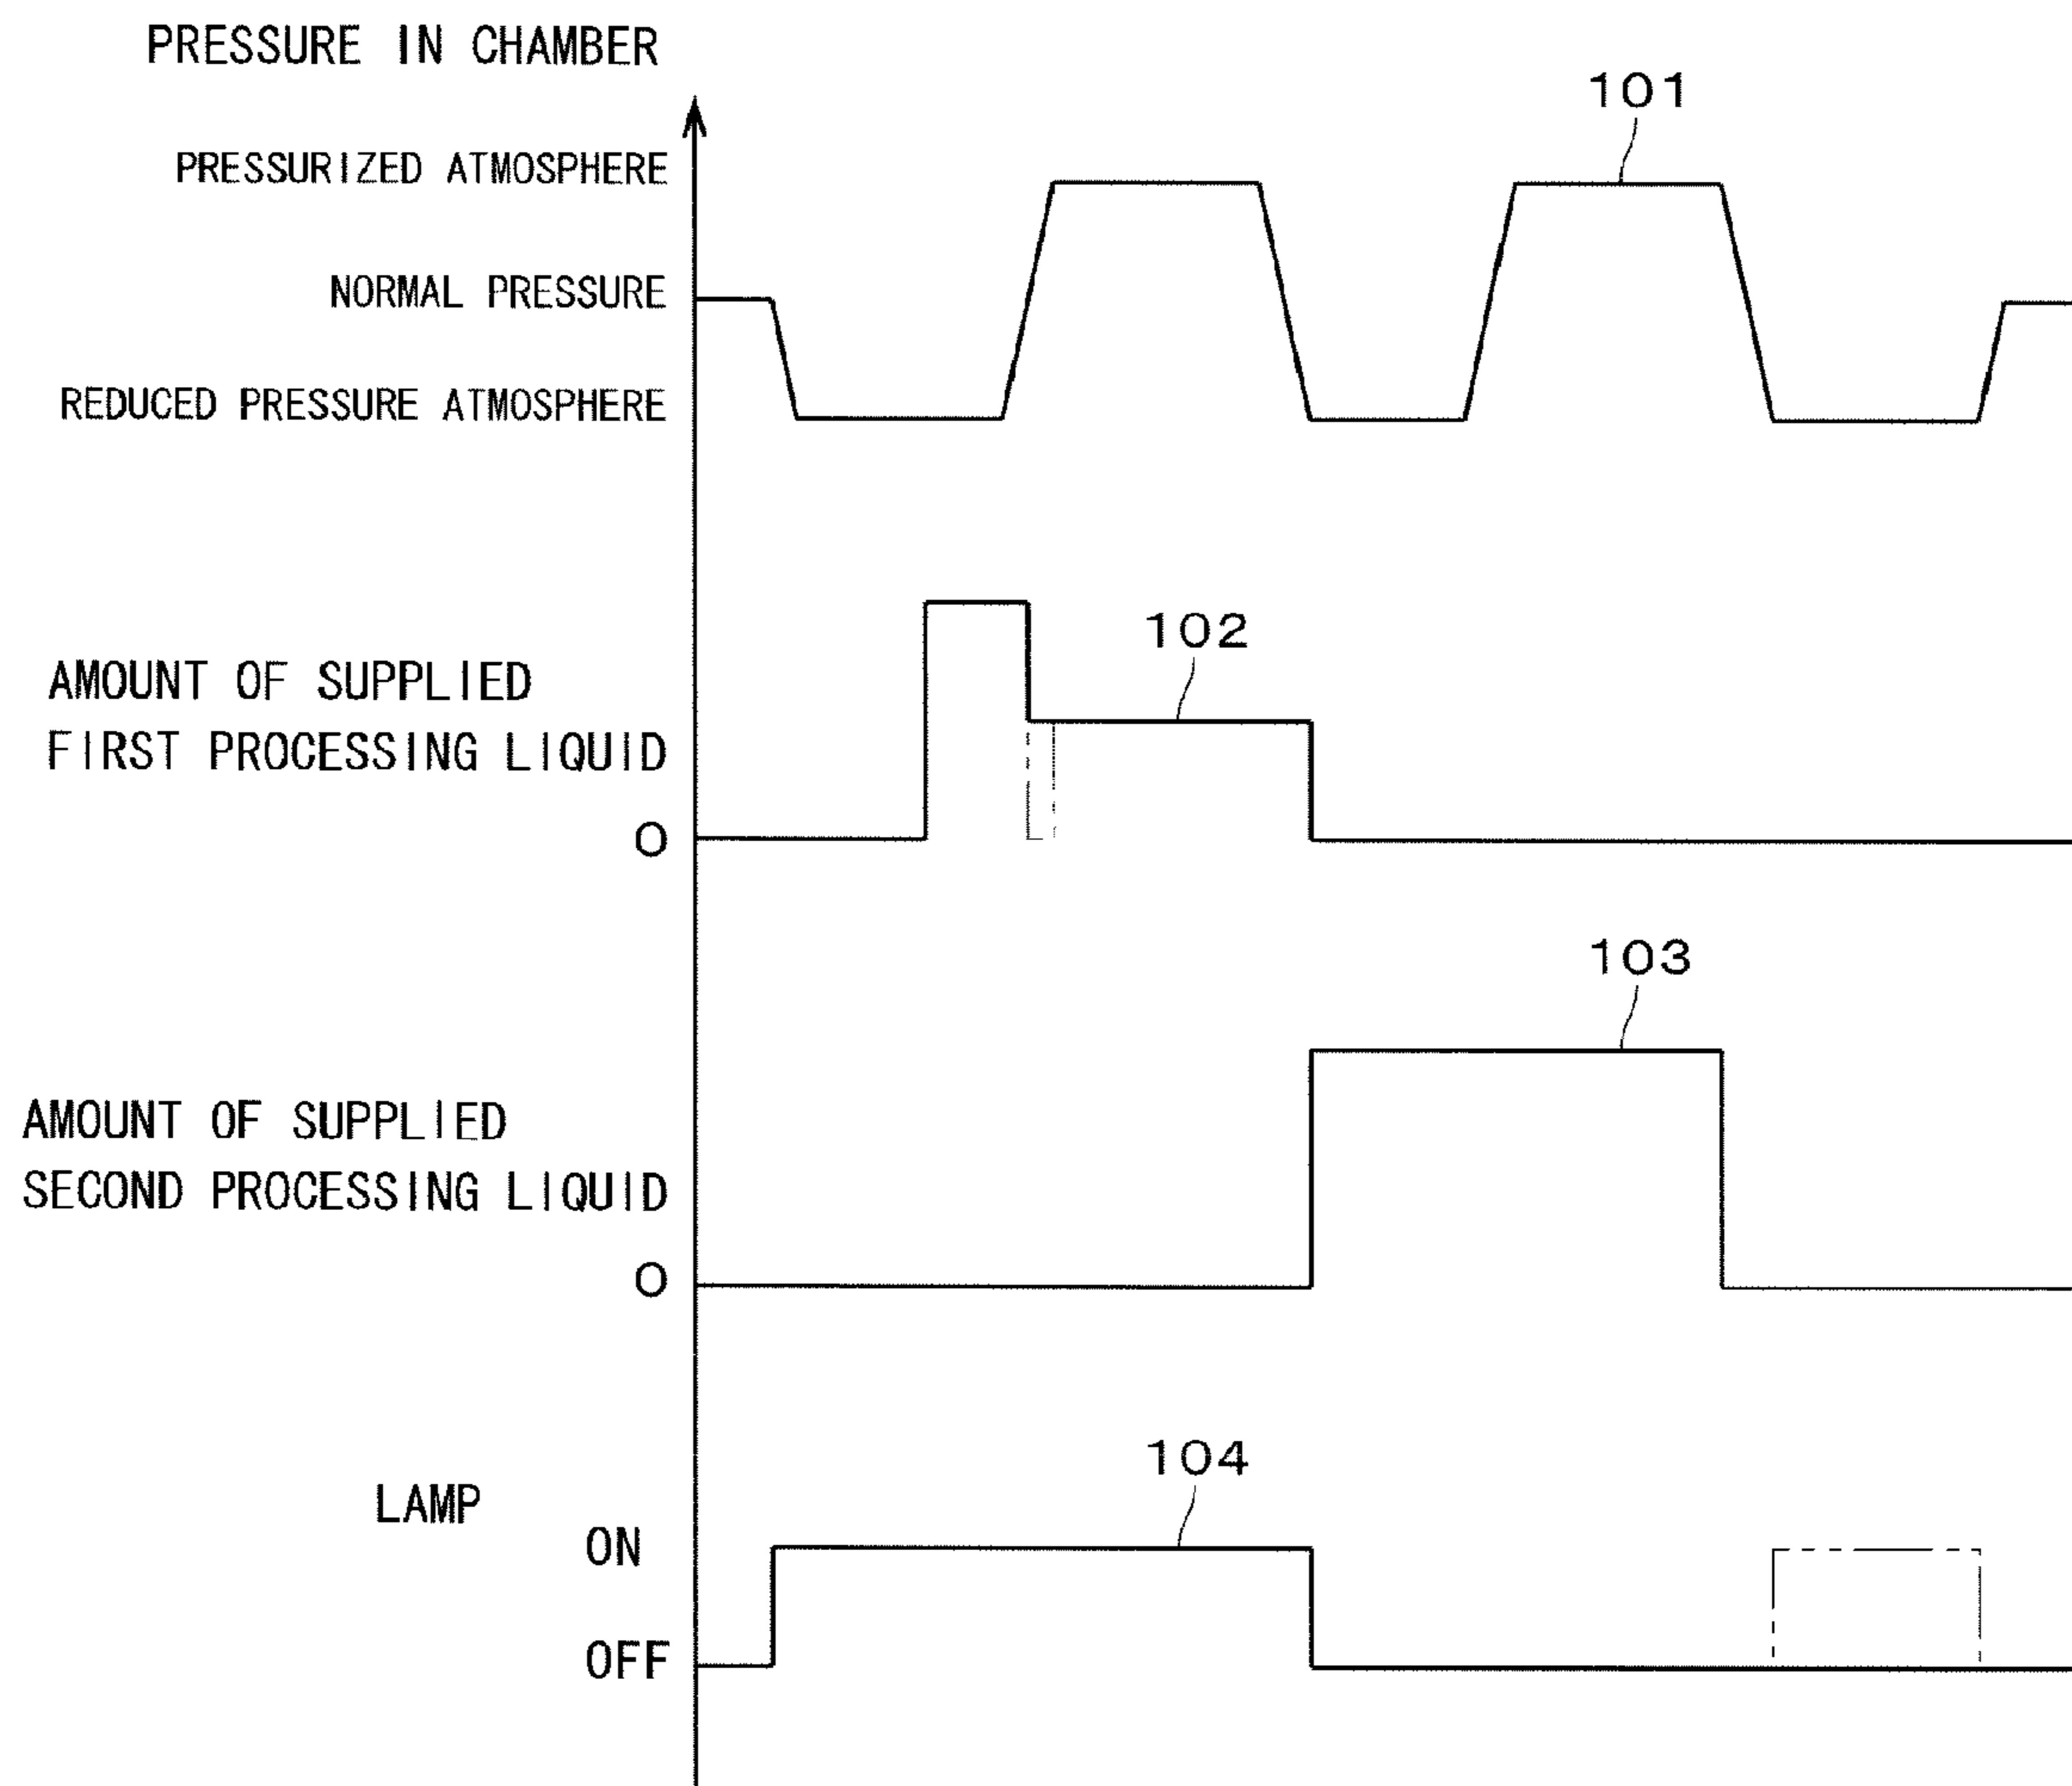 PRESSURE IN CHAMBER
101
PRESSURIZED ATMOSPHERE
NORMAL PRESSURE
REDUCED PRESSURE ATMOSPHERE
102
AMOUNT OF SUPPLIED
FIRST PROCESSING LIQUID
0
103
AMOUNT OF SUPPLIED
SECOND PROCESSING LIQUID
0
104
LAMP
ON
OFF